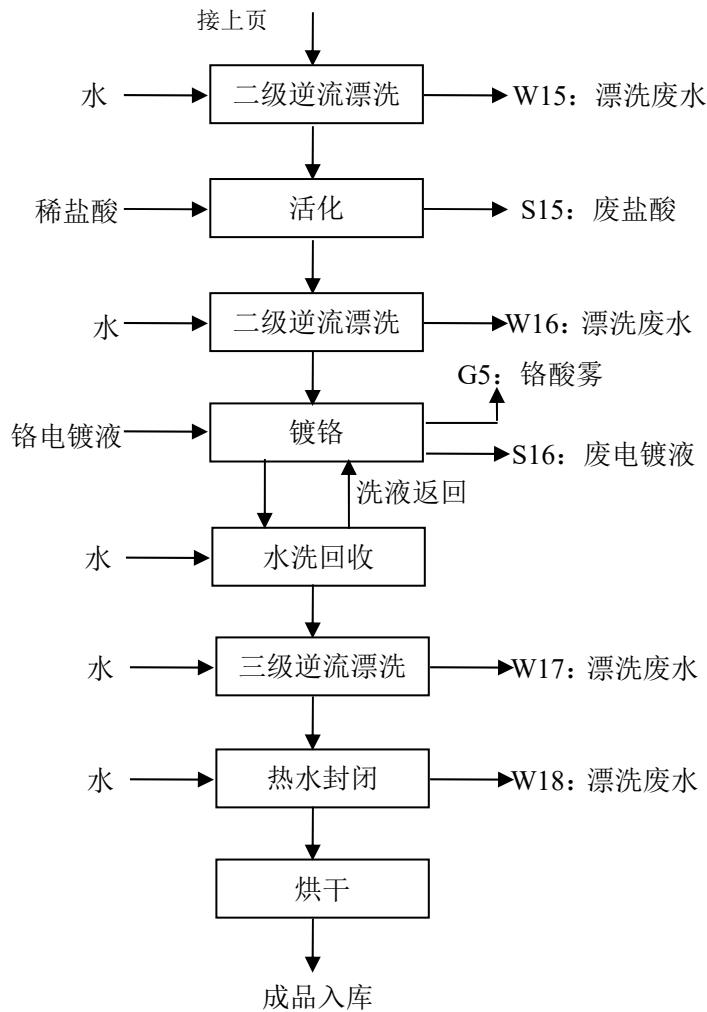 接上页
水
二级逆流漂洗
W15：漂洗废水
稀盐酸
活化
S15：废盐酸
水
二级逆流漂洗
W16：漂洗废水
G5：铬酸雾
铬电镀液
镀铬
S16：废电镀液
洗液返回
水
水洗回收
水
三级逆流漂洗
W17：漂洗废水
水
热水封闭
W18：漂洗废水
烘干
成品入库